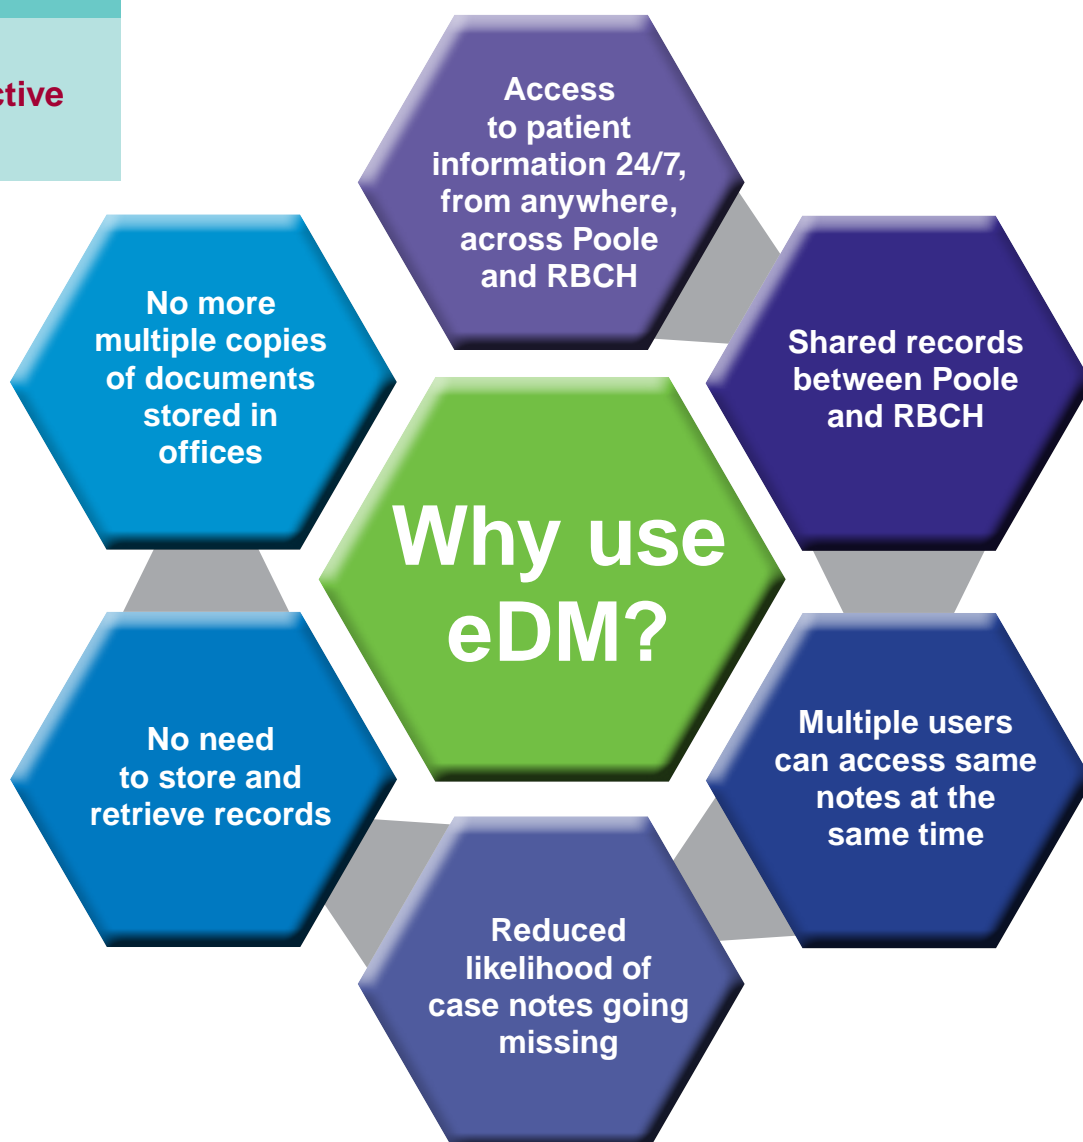 Access
to patient
information 24/7,
from anywhere,
across Poole
and RBCH
Shared records
between Poole
and RBCH
Multiple users
can access same
notes at the
same time
Reduced
likelihood of
case notes going
missing
No need
to store and
retrieve records
No more
multiple copies
of documents
stored in
offices
Why use
eDM?